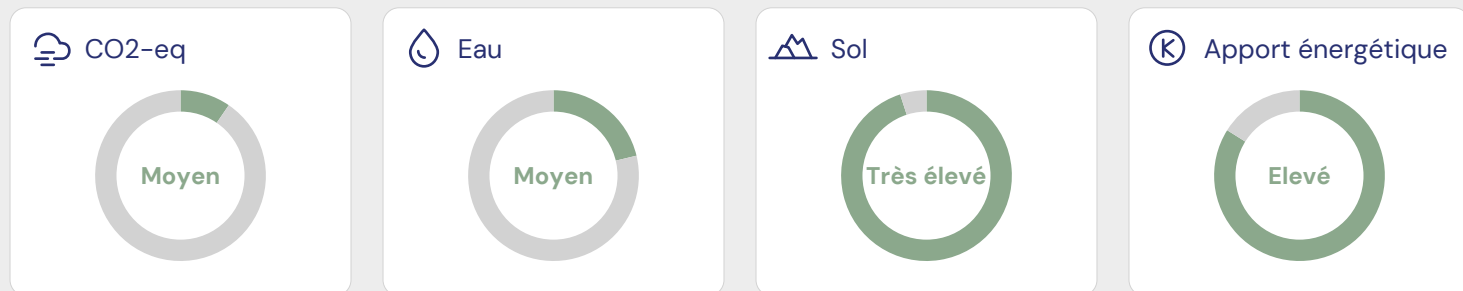 CO2-eq
Moyen
Eau
Moyen
Sol
Très élevé
Apport énergétique
Elevé